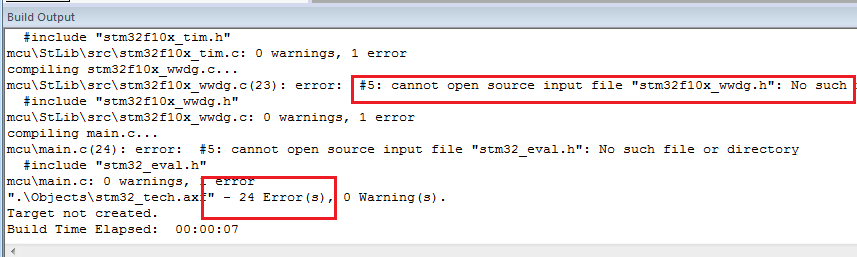 Build Output
#include "stm32f10x_tim.h"
mcu\StLib\src\stm32f10x_tim.c: 0 warnings, 1 error
compiling stm32f10x_wwdg.c...
mcu\StLib\src\stm32f10x_wwdg.c(23): error:  #5: cannot open source input file "stm32f10x_wwdg.h": No such
#include "stm32f10x_wwdg.h"
mcu\StLib\src\stm32f10x_wwdg.c: 0 warnings, 1 error
compiling main.c...
mcu\main.c(24): error:  #5: cannot open source input file "stm32_eval.h": No such file or directory
#include "stm32_eval.h"
mcu\main.c: 0 warnings, 1 error
".\Objects\stm32_tech.axf" - 24 Error(s), 0 Warning(s).
Target not created.
Build Time Elapsed:  00:00:07